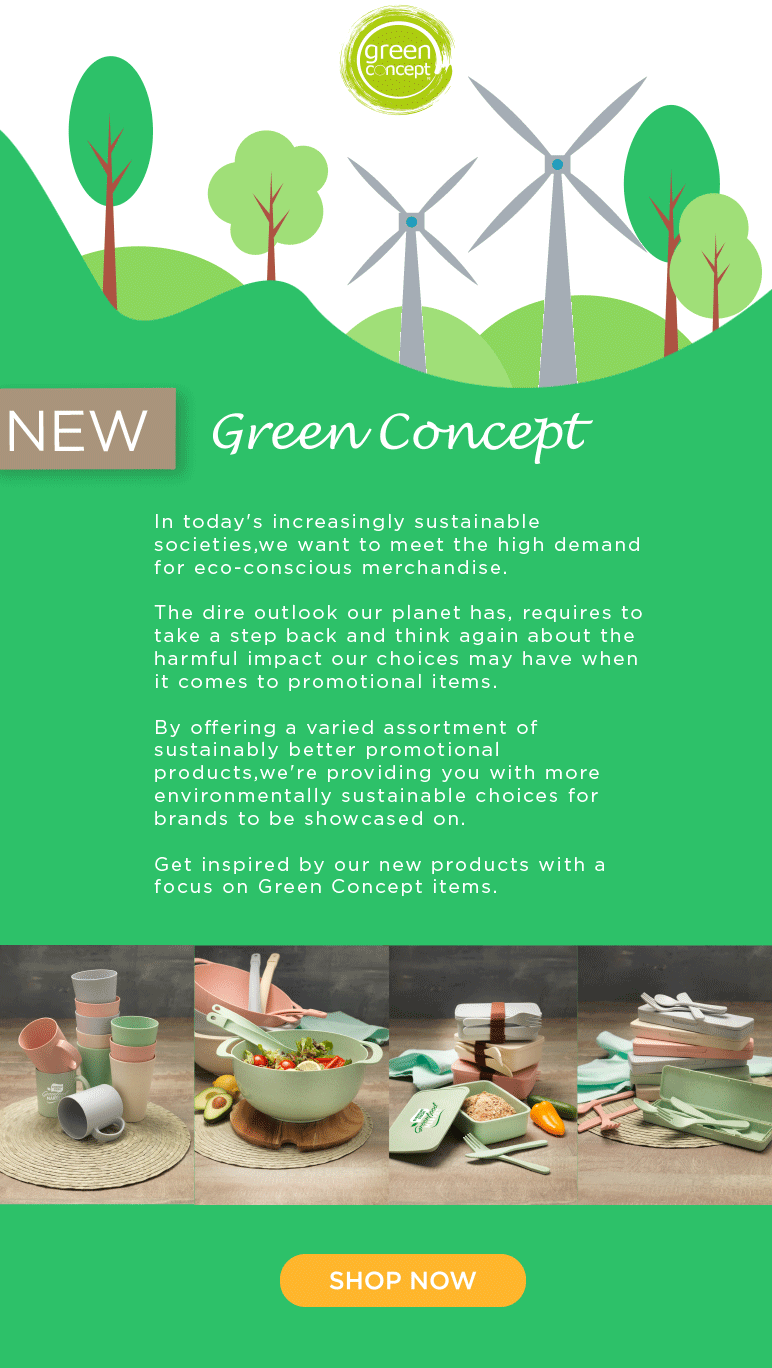 green
concept
NEW
Green Concept
In today's increasingly sustainable
societies,we want to meet the high demand
for eco-conscious merchandise.
The dire outlook our planet has, requires to
take a step back and think again about the
harmful impact our choices may have when
it comes to promotional items.
By offering a varied assortment of
sustainably better promotional
products,we're providing you with more
environmentally sustainable choices for
brands to be showcased on.
Get inspired by our new products with a
focus on Green Concept items.
SHOP NOW